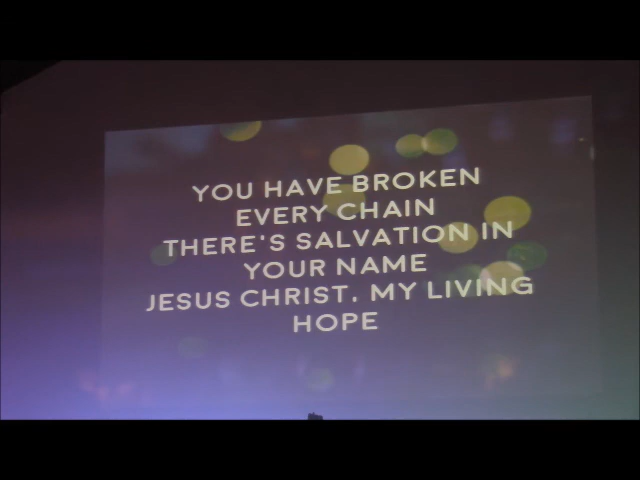 YOU HAVE BROKEN
EVERY CHAIN
THERE'S SALVATION IN
YOUR NAME
JESUS CHRIST, MY LIVING
HOPE